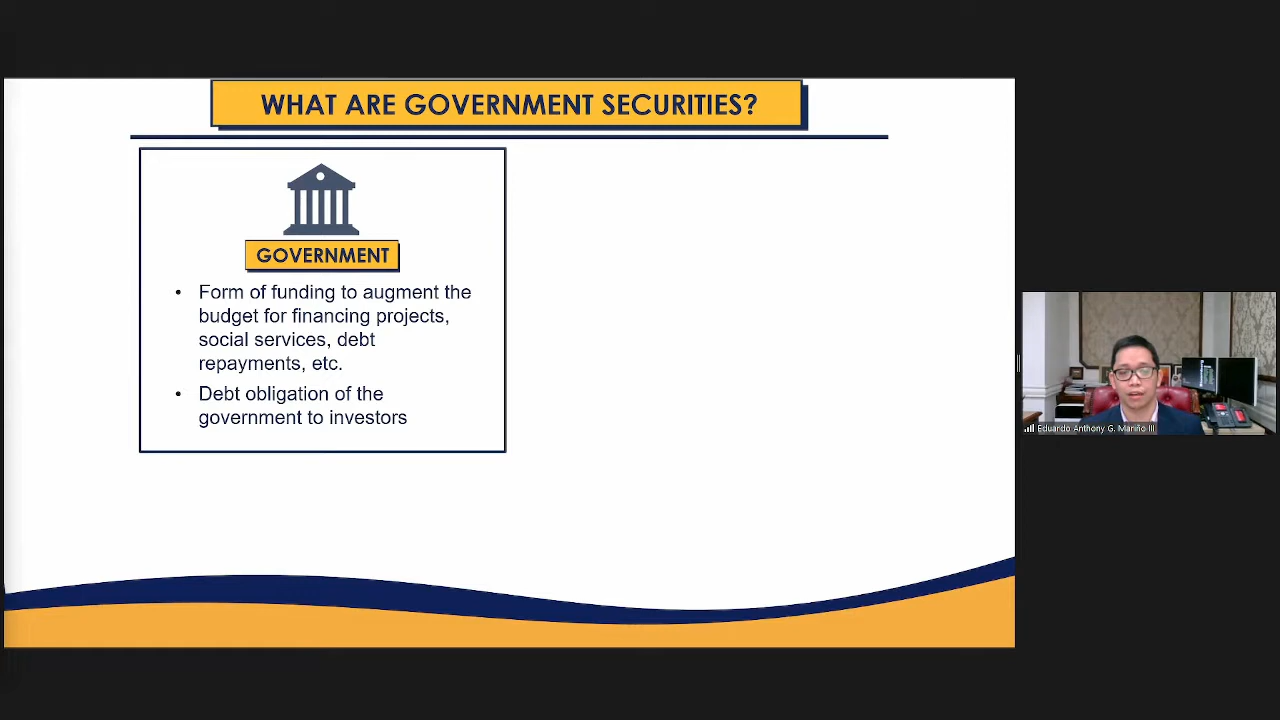 WHAT ARE GOVERNMENT SECURITIES?
GOVERNMENT
• Form of funding to augment the
budget for financing projects,
social services, debt
repayments, etc.
• Debt obligation of the
government to investors
Eduardo Anthony G. Mariño III